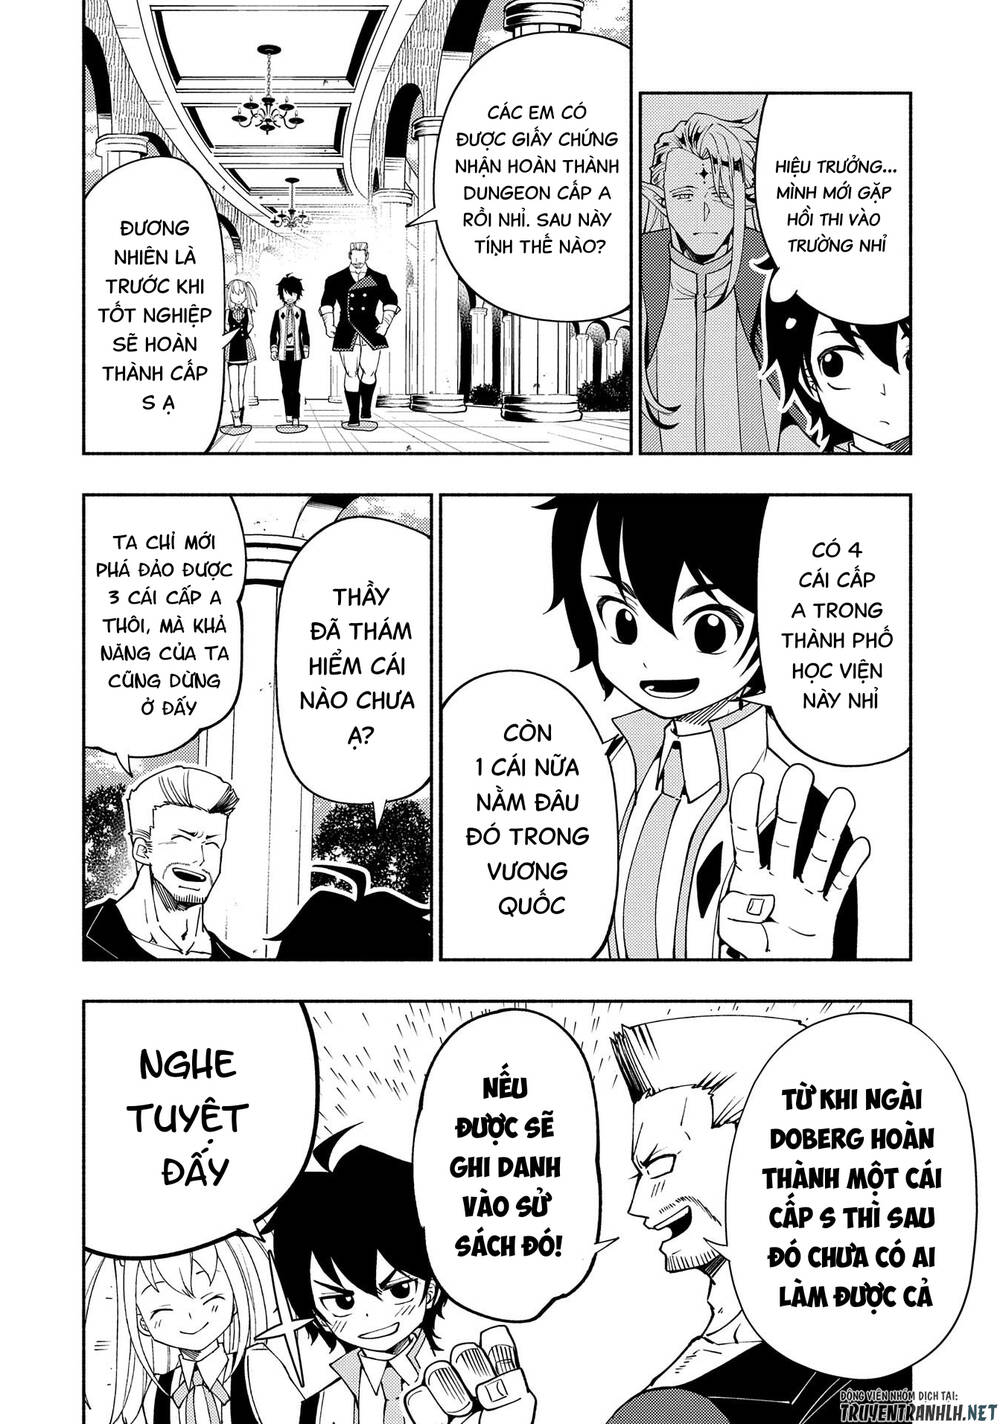 HIỆU TRƯỞNG...
MÌNH MỚI GẶP
HỒI THI VÀO
TRƯỜNG NHỈ
CÁC EM CÓ
ĐƯỢC GIẤY CHỨNG
NHẬN HOÀN THÀNH
DUNGEON CẤP A
RỒI NHỈ. SAU NÀY
TÍNH THẾ NÀO?
ĐƯƠNG
NHIÊN LÀ
TRƯỚC KHI
TỐT NGHIỆP
SẼ HOÀN
THÀNH CẤP
S Ạ
CÓ 4
CÁI CẤP
A TRONG
THÀNH PHỐ
HỌC VIỆN
NÀY NHỈ
CÒN
1 CÁI NỮA
NẰM ĐÂU
ĐÓ TRONG
VƯƠNG
QUỐC
THẦY
ĐÃ THÁM
HIỂM CÁI
NÀO CHƯA
Ạ?
TA CHỈ MỚI
PHÁ ĐẢO ĐƯỢC
3 CÁI CẤP A
THÔI, MÀ KHẢ
NĂNG CỦA TA
CŨNG DỪNG
Ở ĐẤY
TỪ KHI NGÀI
DOBERG HOÀN
THÀNH MỘT CÁI
CẤP S THÌ SAU
ĐÓ CHƯA CÓ AI
LÀM ĐƯỢC CẢ
NẾU
ĐƯỢC SẼ
GHI DANH
VÀO SỬ
SÁCH ĐÓ!
NGHE
TUYỆT
ĐẤY
ĐỘNG VIÊN NHÓM DỊCH TẠI:
TRUYENTRANHLH.NET